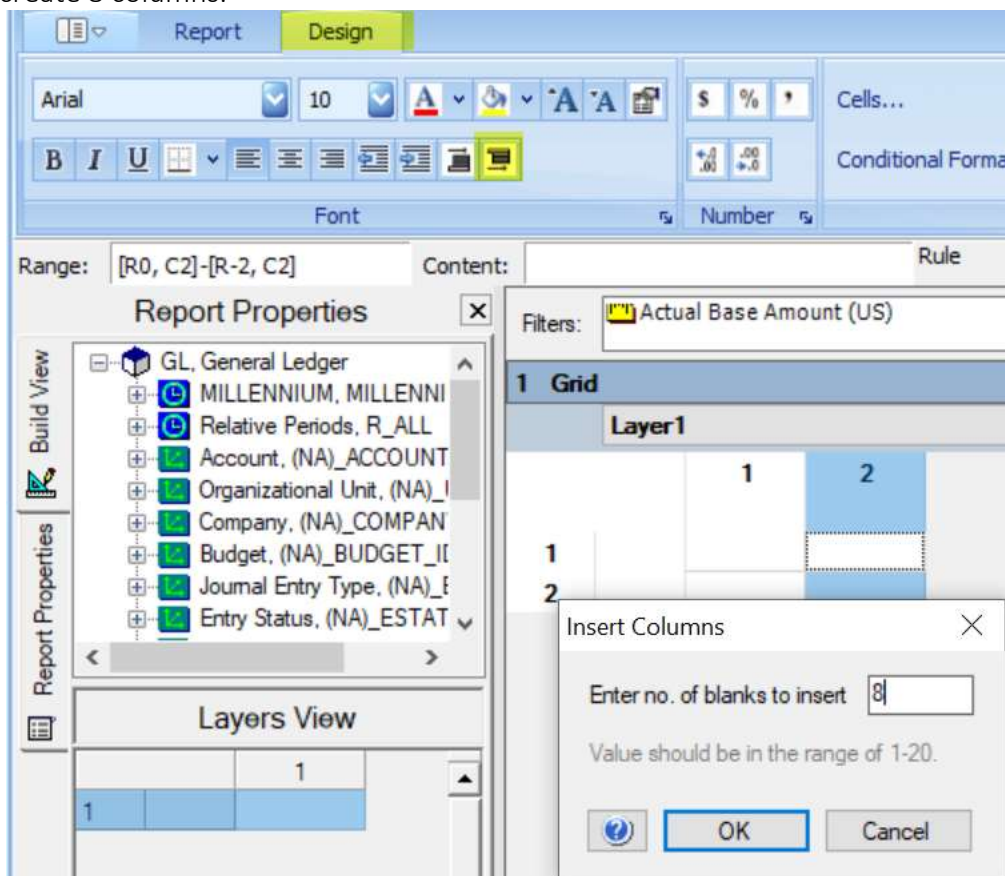 create 8 columns.
Report Design
Arial 10 A A A $ % ,
Cells...
B I U
Conditional Forma
Font Number
Range: [R0, C2]-[R-2, C2] Content: Rule
Report Properties
Filters: Actual Base Amount (US)
Build View
GL, General Ledger
MILLENNIUM, MILLENNI
Relative Periods, R_ALL
Account, (NA)_ACCOUNT
Organizational Unit, (NA)_
Company, (NA)_COMPAN
Budget, (NA)_BUDGET_I
Journal Entry Type, (NA)_E
Entry Status, (NA)_ESTAT
Report Properties
1 Grid
Layer1
1 2
1
2
Layers View
1
1
Insert Columns
Enter no. of blanks to insert 8
Value should be in the range of 1-20.
OK Cancel